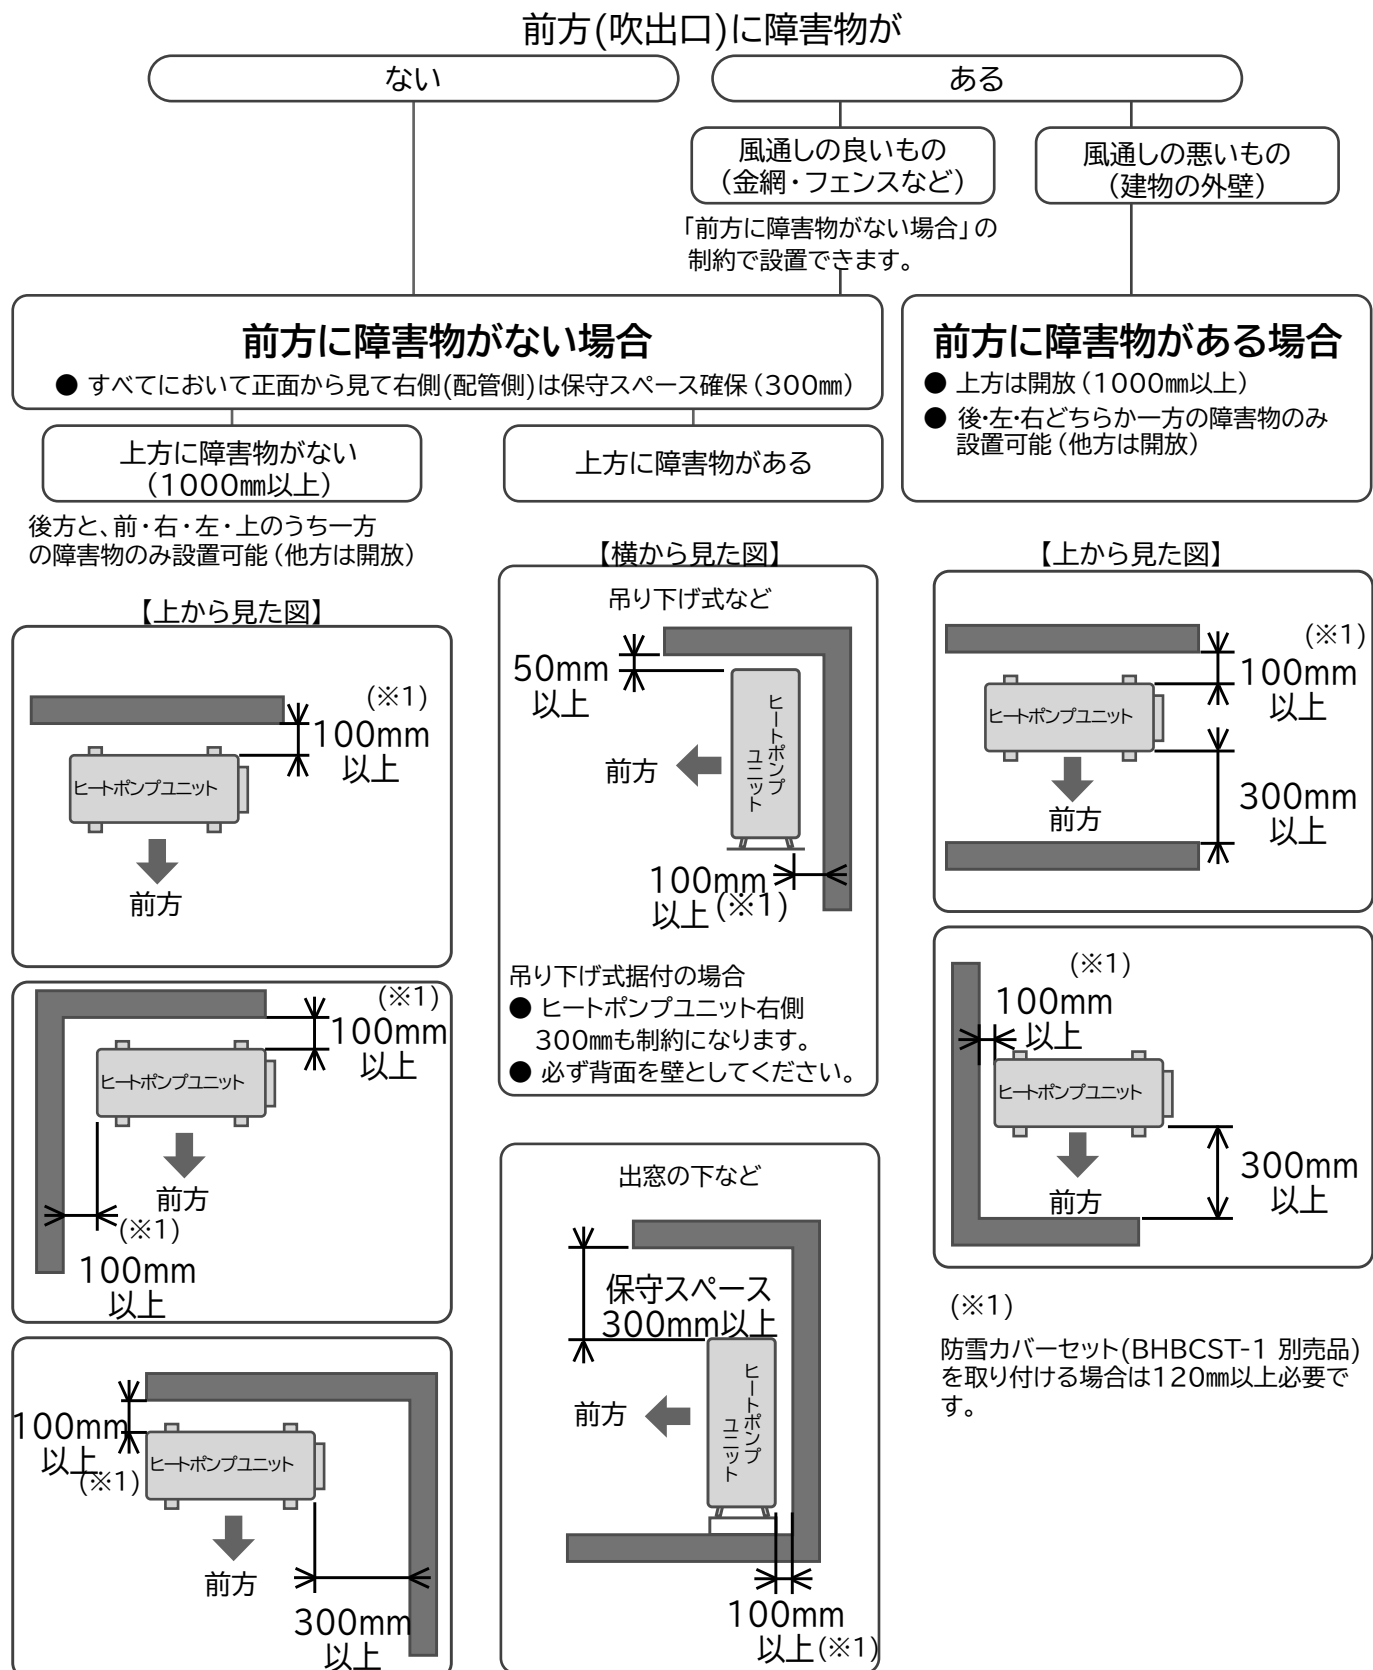 前方(吹出口)に障害物が
ない
ある
風通しの良いもの
(金網・フェンスなど)
風通しの悪いもの
(建物の外壁)
「前方に障害物がない場合」の
制約で設置できます。
前方に障害物がない場合
● すべてにおいて正面から見て右側(配管側)は保守スペース確保(300㎜)
前方に障害物がある場合
● 上方は開放(1000㎜以上)
● 後・左・右どちらか一方の障害物のみ
設置可能(他方は開放)
上方に障害物がない
(1000㎜以上)
上方に障害物がある
後方と、前・右・左・上のうち一方
の障害物のみ設置可能(他方は開放)
【上から見た図】
(※1)
100mm
以上
ヒートポンプユニット
前方
(※1)
100mm
以上
ヒートポンプユニット
前方
(※1)
100mm
以上
100mm
以上
(※1)
ヒートポンプユニット
前方
300mm
以上
【横から見た図】
吊り下げ式など
50mm
以上
ヒートポンプ
ユニット
前方
100mm
以上(※1)
吊り下げ式据付の場合
● ヒートポンプユニット右側
300㎜も制約になります。
● 必ず背面を壁としてください。
出窓の下など
保守スペース
300mm以上
ヒートポンプ
ユニット
前方
100mm
以上(※1)
【上から見た図】
(※1)
100mm
以上
ヒートポンプユニット
前方
300mm
以上
(※1)
100mm
以上
ヒートポンプユニット
前方
300mm
以上
(※1)
防雪カバーセット(BHBCST-1 別売品)
を取り付ける場合は120㎜以上必要で
す。